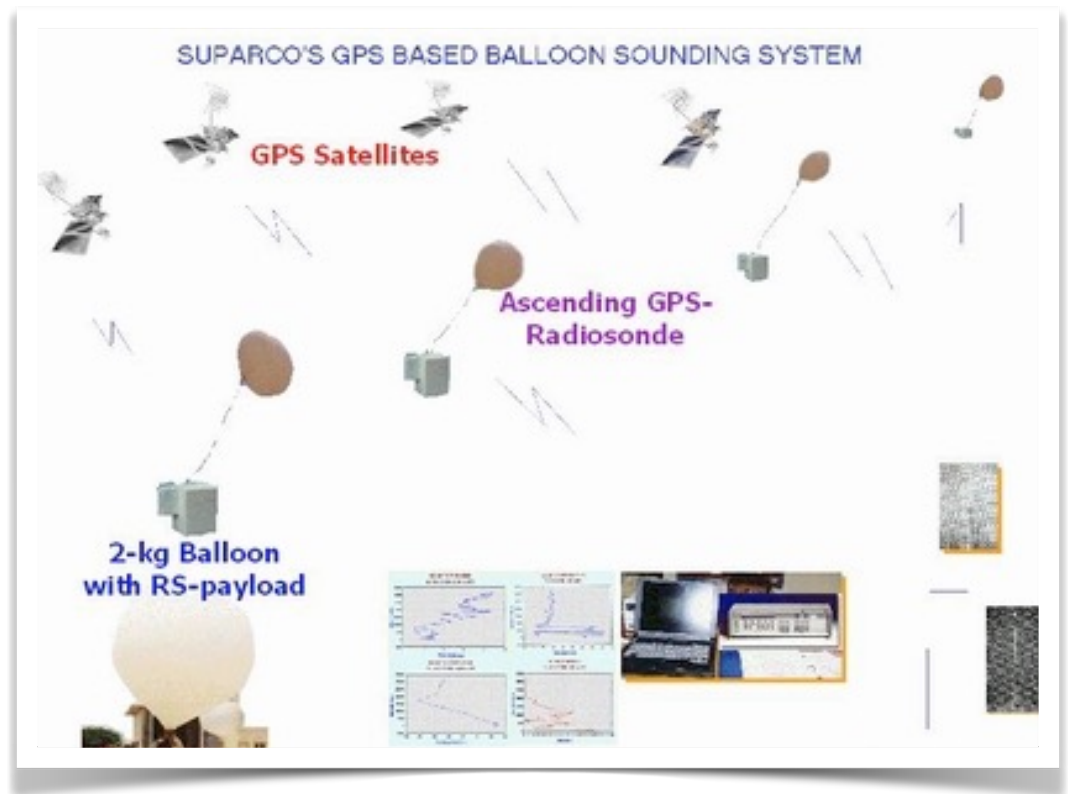 SUPARCO'S GPS BASED BALLOON SOUNDING SYSTEM
GPS Satellites
Ascending GPS-
Radiosonde
2-kg Balloon
with RS-payload